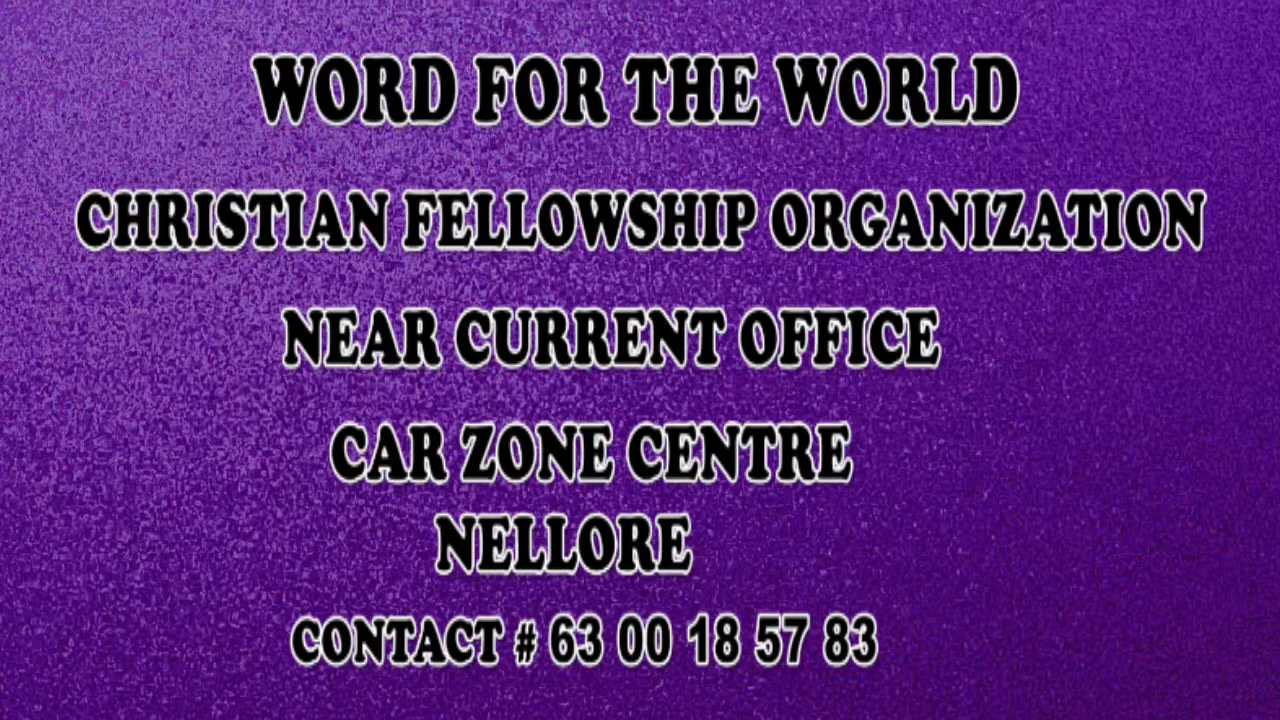 WORD FOR THE WORLD
CHRISTIAN FELLOWSHIP ORGANIZATION
NEAR CURRENT OFFICE
CAR ZONE CENTRE
NELLORE
CONTACT # 63 00 18 57 83